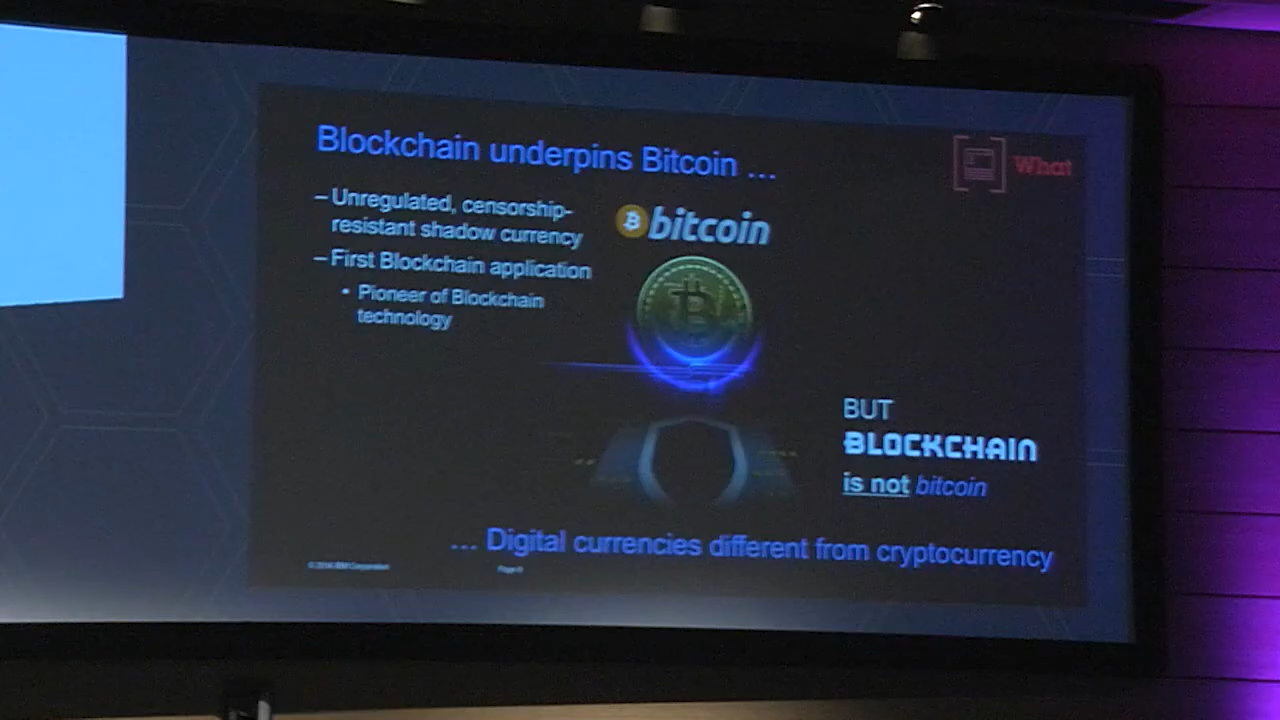 Blockchain underpins Bitcoin ...
What
– Unregulated, censorship-
resistant shadow currency
– First Blockchain application
• Pioneer of Blockchain
technology
bitcoin
BUT
BLOCKCHAIN
is not bitcoin
... Digital currencies different from cryptocurrency
Page